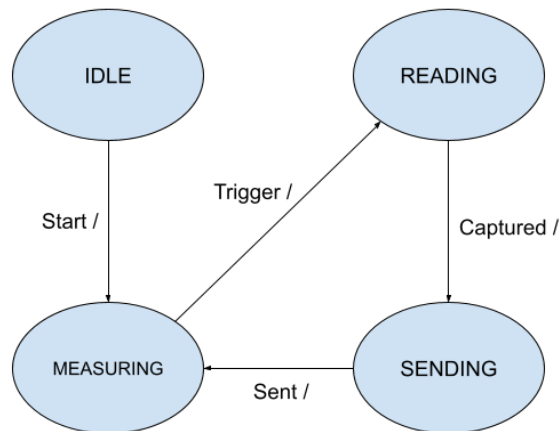 IDLE
READING
Trigger /
Start /
Captured /
MEASURING
SENDING
Sent /